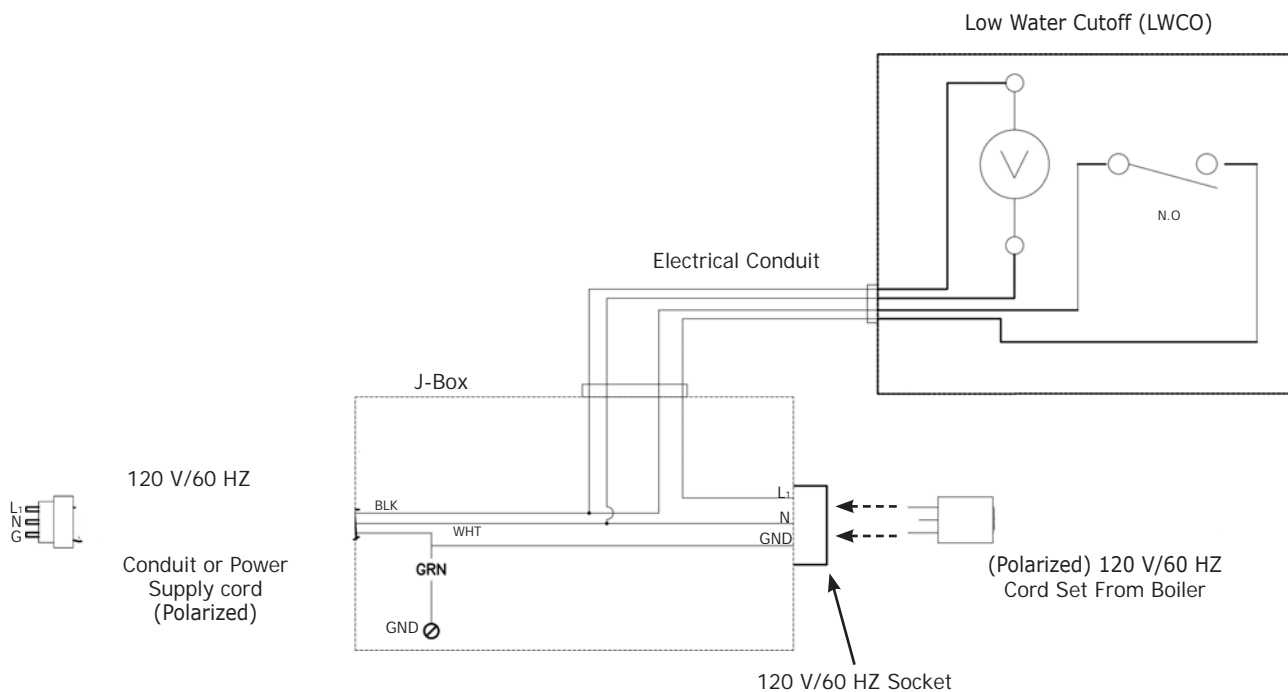 Low Water Cutoff (LWCO)
V
N.O
Electrical Conduit
J-Box
120 V/60 HZ
L1
N
G
BLK
WHT
L1
N
GND
GRN
GND
Conduit or Power
Supply cord
(Polarized)
(Polarized) 120 V/60 HZ
Cord Set From Boiler
120 V/60 HZ Socket